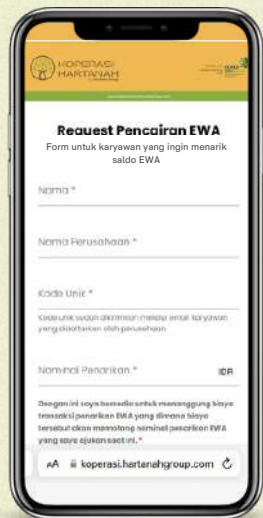 KOPERASI
HARTANAH
Request Pencairan EWA
Form untuk karyawan yang ingin menarik
saldo EWA
Nama *
Nama Perusahaan *
Kode Unik *
Kode unik sudah dikirimkan melalui email karyawan
yang didaftarkan oleh perusahaan
Nominal Penarikan *
IDR
Dengan ini saya bersedia untuk menanggung biaya
transaksi penarikan EWA yang dimana biaya
tersebut akan memotong nominal penarikan EWA
yang saya ajukan saat ini. *
AA koperasi.hartanahgroup.com